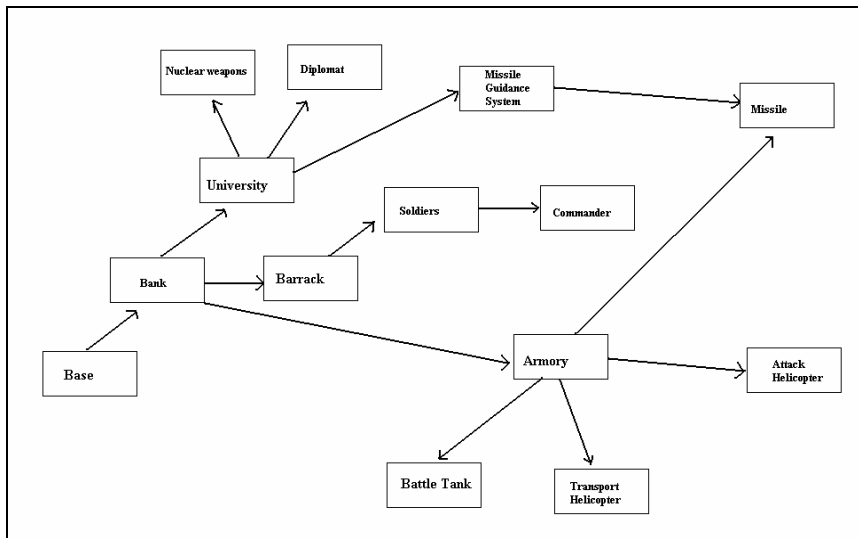 Nuclear weapons
Diplomat
Missile
Guidance
System
Missile
University
Soldiers
Commander
Bank
Barrack
Base
Armory
Attack
Helicopter
Battle Tank
Transport
Helicopter